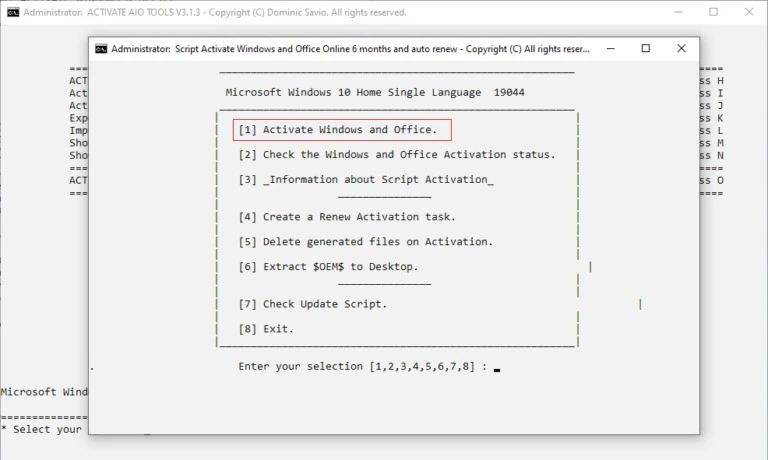 Administrator: ACTIVATE AIO TOOLS V3.1.3 - Copyright (C) Dominic Savio. All rights reserved.
Administrator: Script Activate Windows and Office Online 6 months and auto renew - Copyright (C) All rights reser...
Microsoft Windows 10 Home Single Language 19044
[1] Activate Windows and Office.
[2] Check the Windows and Office Activation status.
[3] _Information about Script Activation_
[4] Create a Renew Activation task.
[5] Delete generated files on Activation.
[6] Extract $OEM$ to Desktop.
[7] Check Update Script.
[8] Exit.
Enter your selection [1,2,3,4,5,6,7,8] : _
ACT
ss H
Act
ss I
Act
ss J
Exp
ss K
Imp
ss L
Sho
ss M
Sho
ss N
ACT
ss O
Microsoft Wind
* Select your